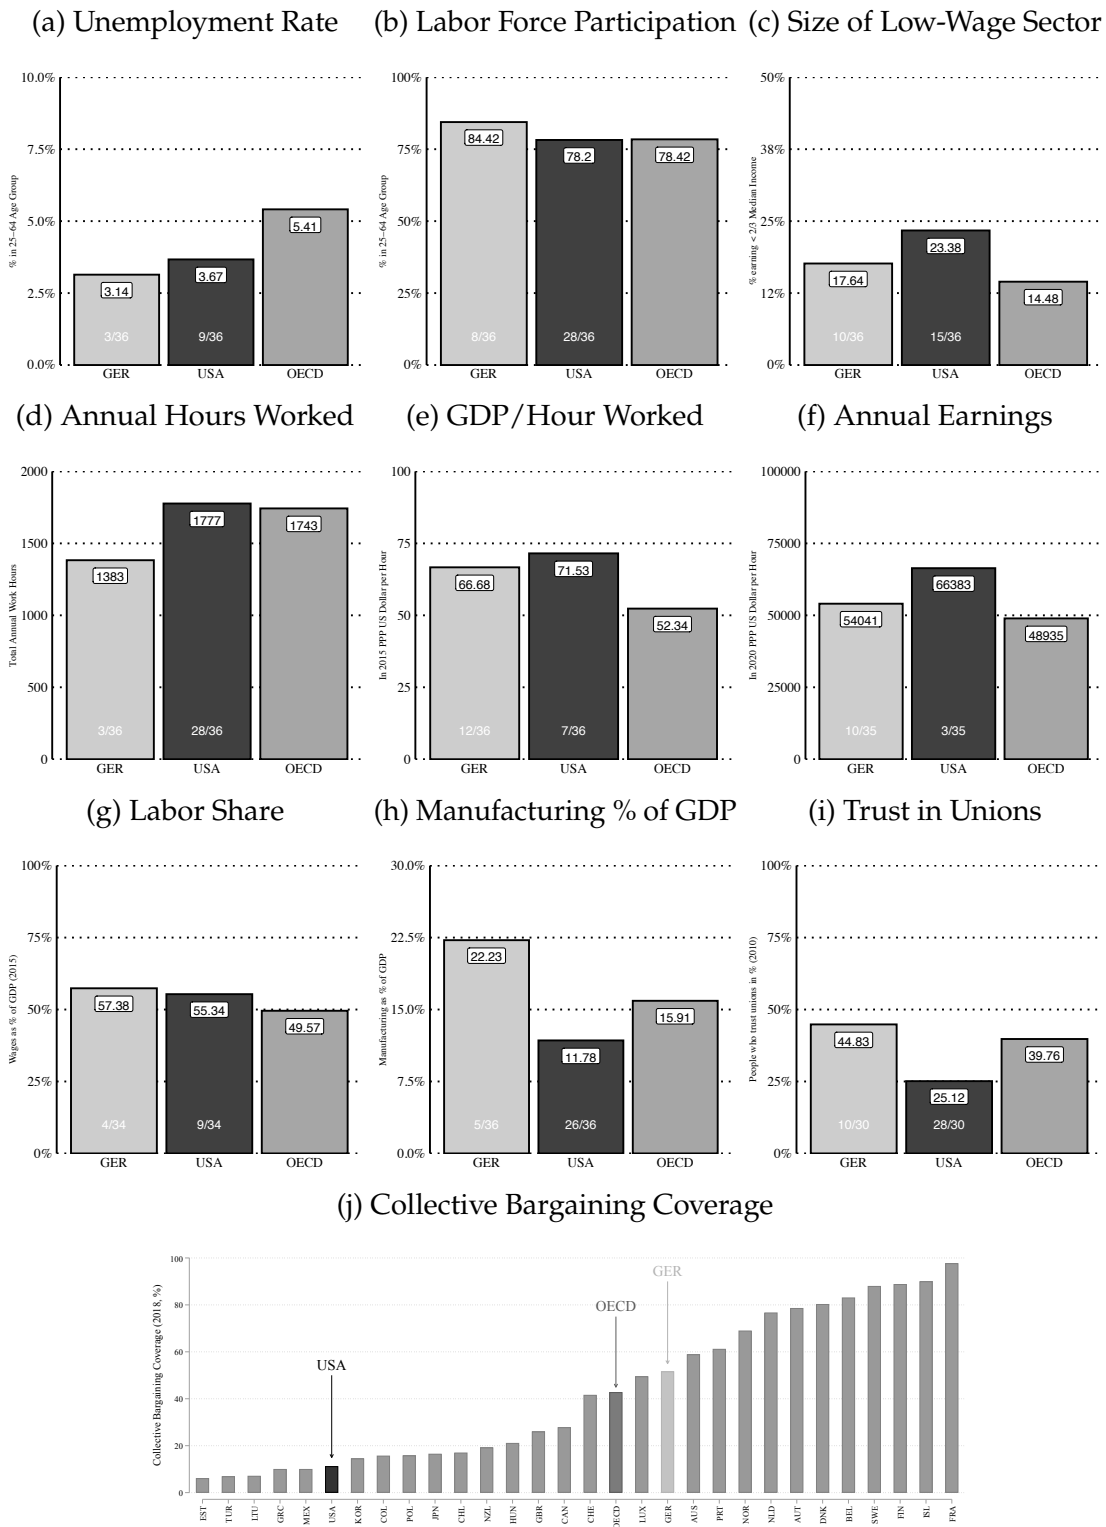 (a) Unemployment Rate
(b) Labor Force Participation
(c) Size of Low-Wage Sector
% in 25−64 Age Group
10.0%
7.5%
5.0%
2.5%
0.0%
3.14
3.67
5.41
3/36
9/36
GER
USA
OECD
% in 25−64 Age Group
100%
75%
50%
25%
0%
84.42
78.2
78.42
8/36
28/36
GER
USA
OECD
% earning < 2/3 Median Income
50%
38%
25%
12%
0%
17.64
23.38
14.48
10/36
15/36
GER
USA
OECD
(d) Annual Hours Worked
(e) GDP/Hour Worked
(f) Annual Earnings
Total Annual Work Hours
2000
1500
1000
500
0
1383
1777
1743
3/36
28/36
GER
USA
OECD
In 2015 PPP US Dollar per Hour
100
75
50
25
0
66.68
71.53
52.34
12/36
7/36
GER
USA
OECD
In 2020 PPP US Dollar per Hour
100000
75000
50000
25000
0
54041
66383
48935
10/35
3/35
GER
USA
OECD
(g) Labor Share
(h) Manufacturing % of GDP
(i) Trust in Unions
Wages as % of GDP (2015)
100%
75%
50%
25%
0%
57.38
55.34
49.57
4/34
9/34
GER
USA
OECD
Manufacturing as % of GDP
30.0%
22.5%
15.0%
7.5%
0.0%
22.23
11.78
15.91
5/36
26/36
GER
USA
OECD
People who trust unions in % (2010)
100%
75%
50%
25%
0%
44.83
25.12
39.76
10/30
28/30
GER
USA
OECD
(j) Collective Bargaining Coverage
Collective Bargaining Coverage (2018, %)
100
80
60
40
20
0
USA
OECD
GER
EST
TUR
LTU
GRC
MEX
USA
KOR
COL
POL
JPN
CHL
NZL
HUN
GBR
CAN
CHE
OECD
LUX
GER
AUS
PRT
NOR
NLD
AUT
DNK
BEL
SWE
FIN
ISL
FRA